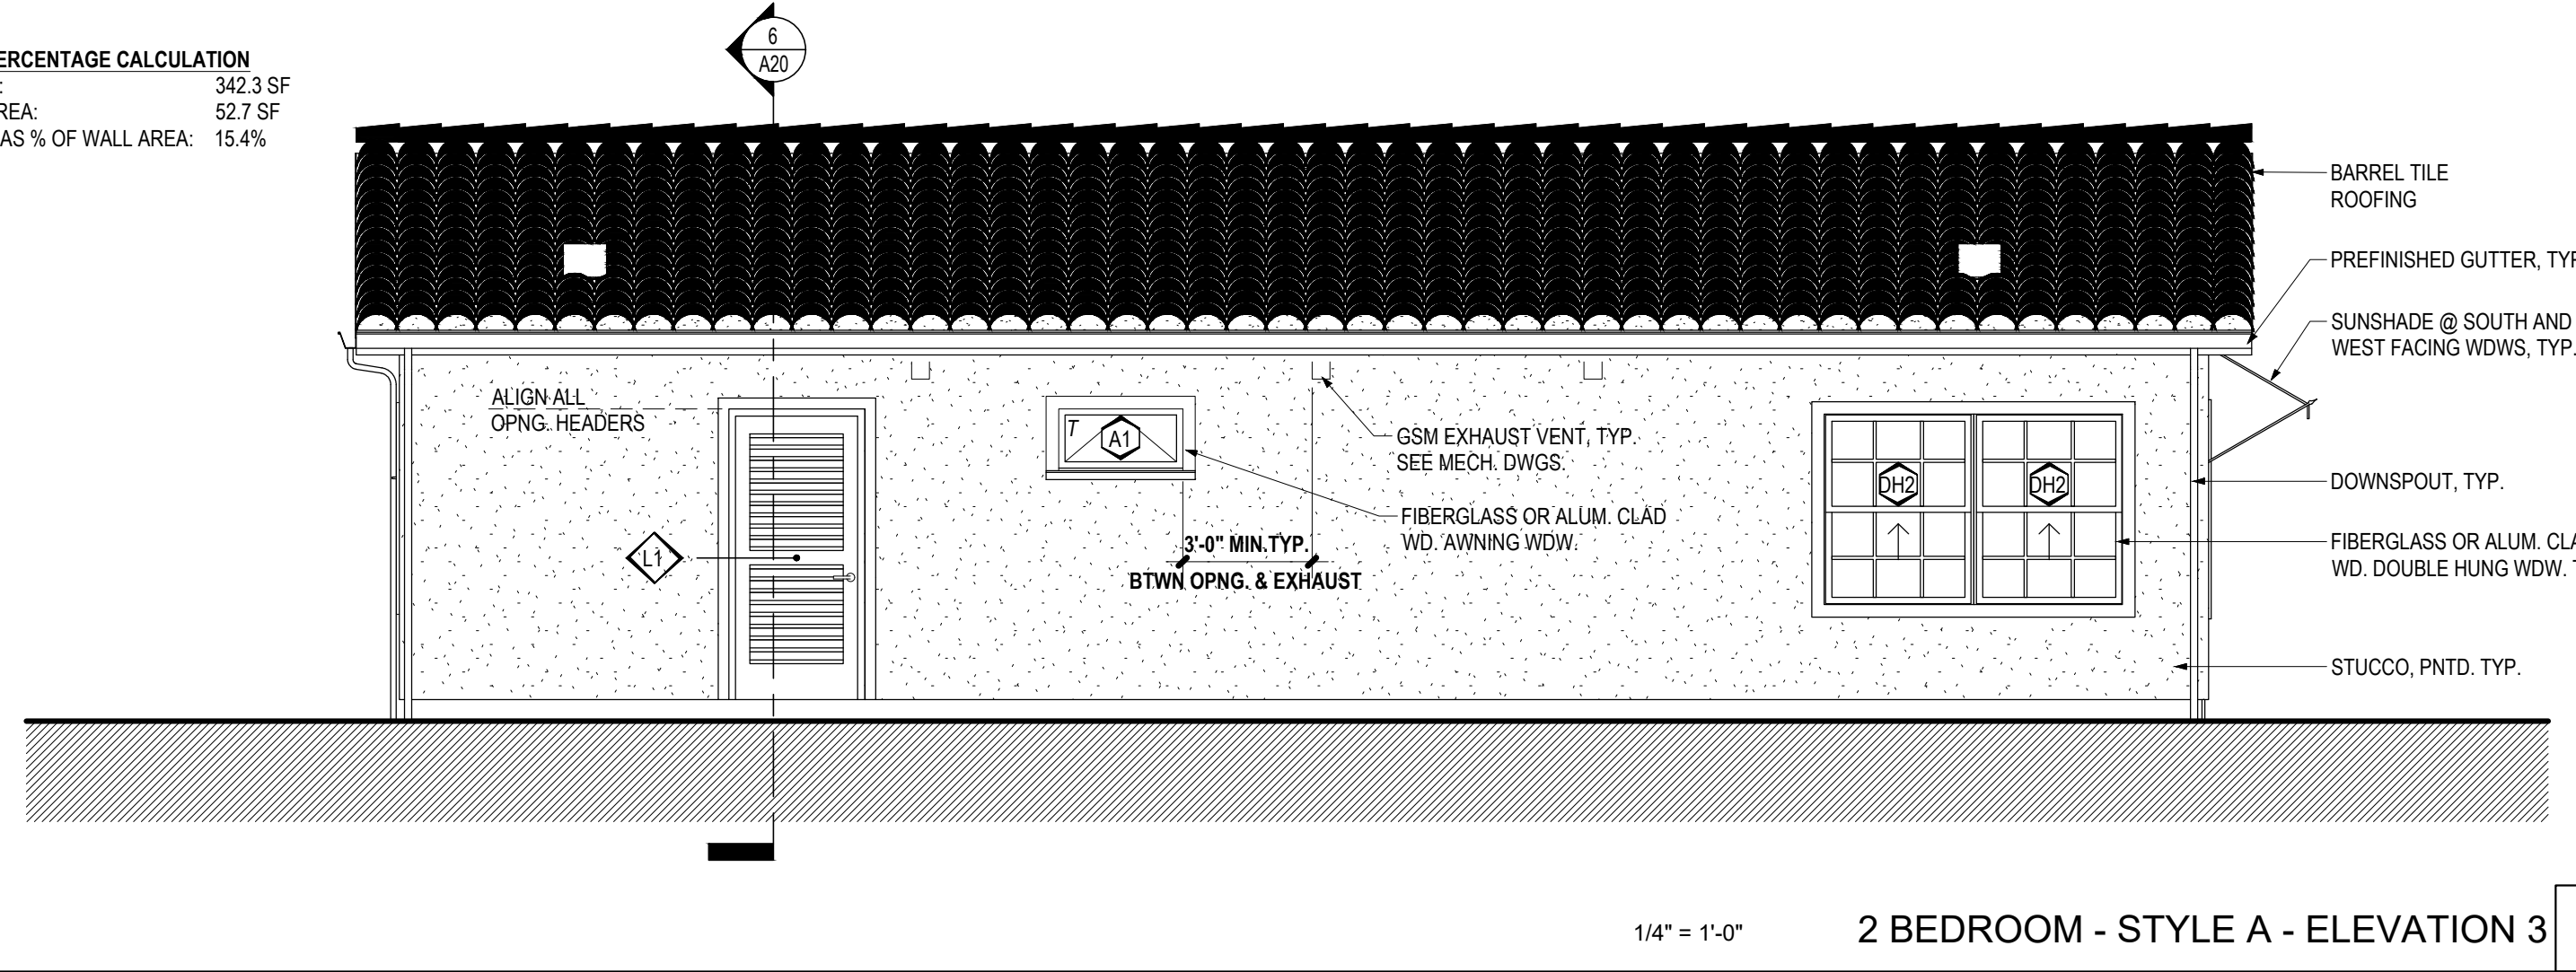 ERCENTAGE CALCULATION
: 342.3 SF
REA: 52.7 SF
AS % OF WALL AREA: 15.4%
6
A20
BARREL TILE
ROOFING
PREFINISHED GUTTER, TYP
SUNSHADE @ SOUTH AND
WEST FACING WDWS, TYP.
ALIGN ALL
OPNG. HEADERS
T
A1
GSM EXHAUST VENT, TYP.
SEE MECH. DWGS.
DH2
DH2
DOWNSPOUT, TYP.
FIBERGLASS OR ALUM. CLAD
WD. AWNING WDW.
L1
3'-0" MIN.TYP.
BTWN OPNG. & EXHAUST
FIBERGLASS OR ALUM. CLA
WD. DOUBLE HUNG WDW. T
STUCCO, PNTD. TYP.
1/4" = 1'-0"
2 BEDROOM - STYLE A - ELEVATION 3